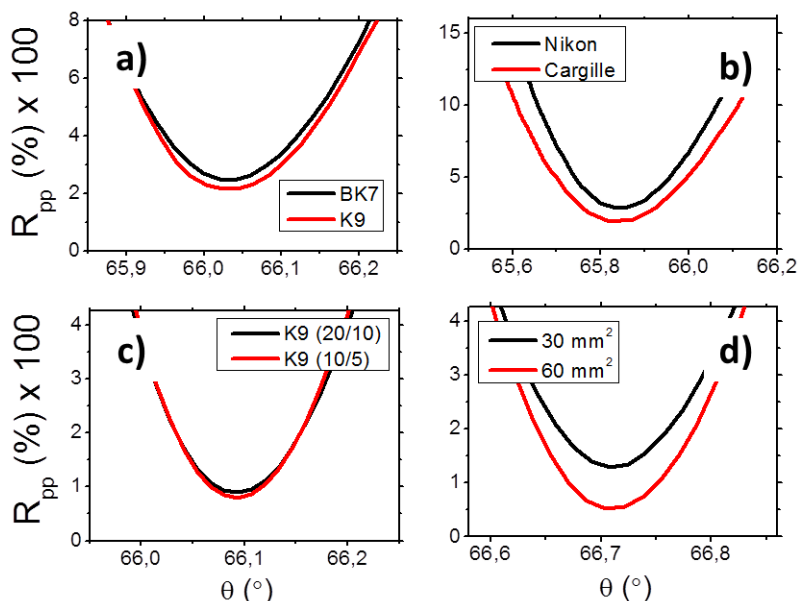 a)
BK7
K9
8
6
4
2
0
65,9 66,0 66,1 66,2
R_pp (%) x 100
b)
Nikon
Cargille
15
10
5
0
65,6 65,8 66,0 66,2
c)
K9 (20/10)
K9 (10/5)
4
3
2
1
0
66,0 66,1 66,2
R_pp (%) x 100
θ (°)
d)
30 mm²
60 mm²
4
3
2
1
0
66,6 66,7 66,8
θ (°)